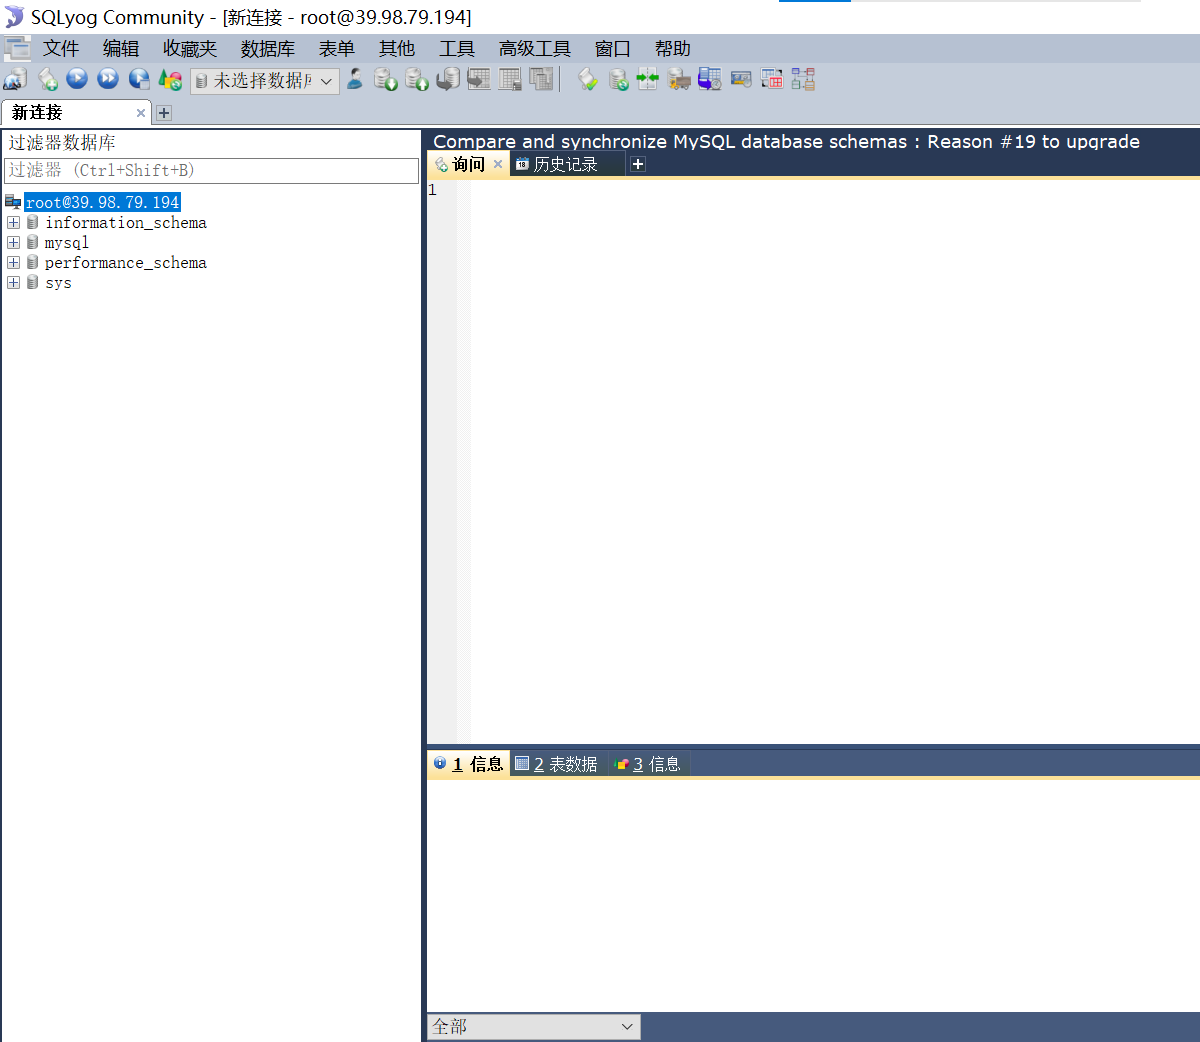 SQLyog Community - [新连接 - root@39.98.79.194]
文件 编辑 收藏夹 数据库 表单 其他 工具 高级工具 窗口 帮助
未选择数据库
新连接
过滤器数据库
过滤器 (Ctrl+Shift+B)
root@39.98.79.194
information_schema
mysql
performance_schema
sys
Compare and synchronize MySQL database schemas : Reason #19 to upgrade
询问 历史记录
1
1 信息 2 表数据 3 信息
全部